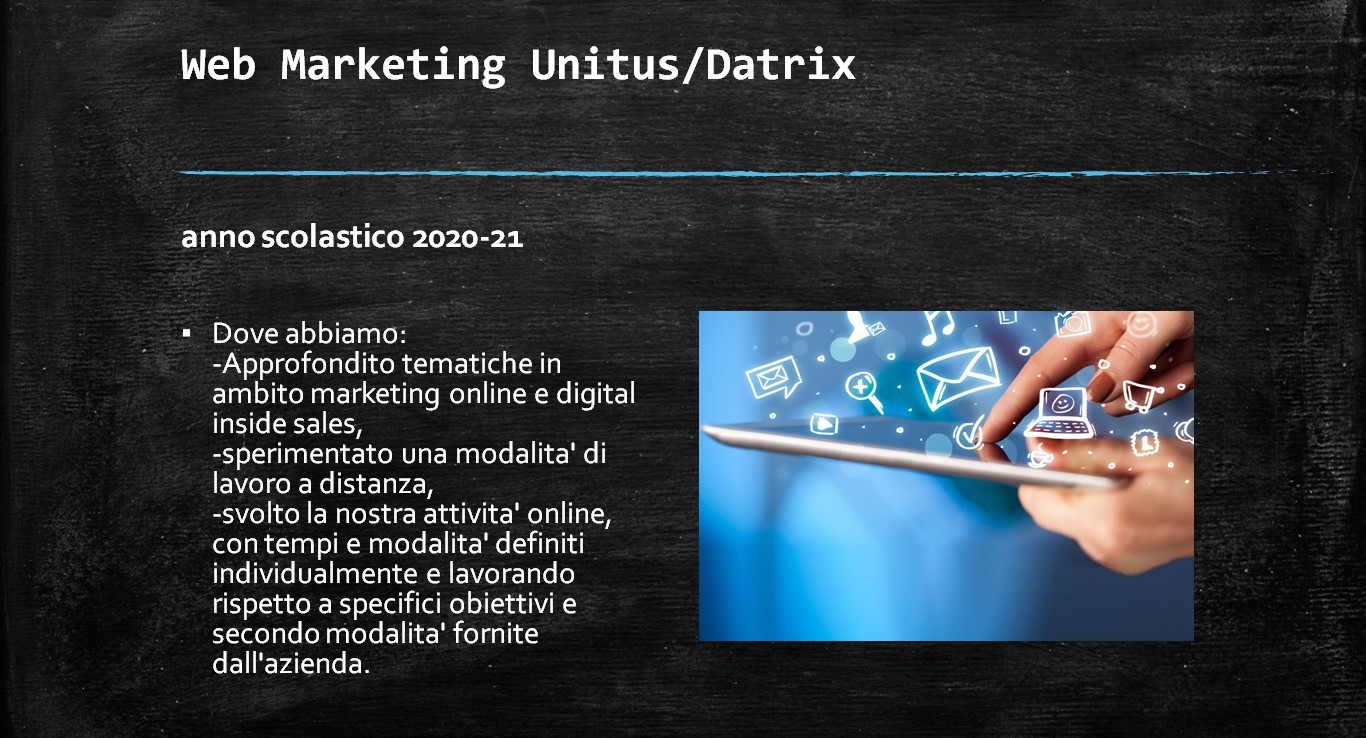 Web Marketing Unitus/Datrix
anno scolastico 2020-21
▪ Dove abbiamo:
-Approfondito tematiche in
ambito marketing online e digital
inside sales,
-sperimentato una modalita' di
lavoro a distanza,
-svolto la nostra attivita' online,
con tempi e modalita' definiti
individualmente e lavorando
rispetto a specifici obiettivi e
secondo modalita' fornite
dall'azienda.